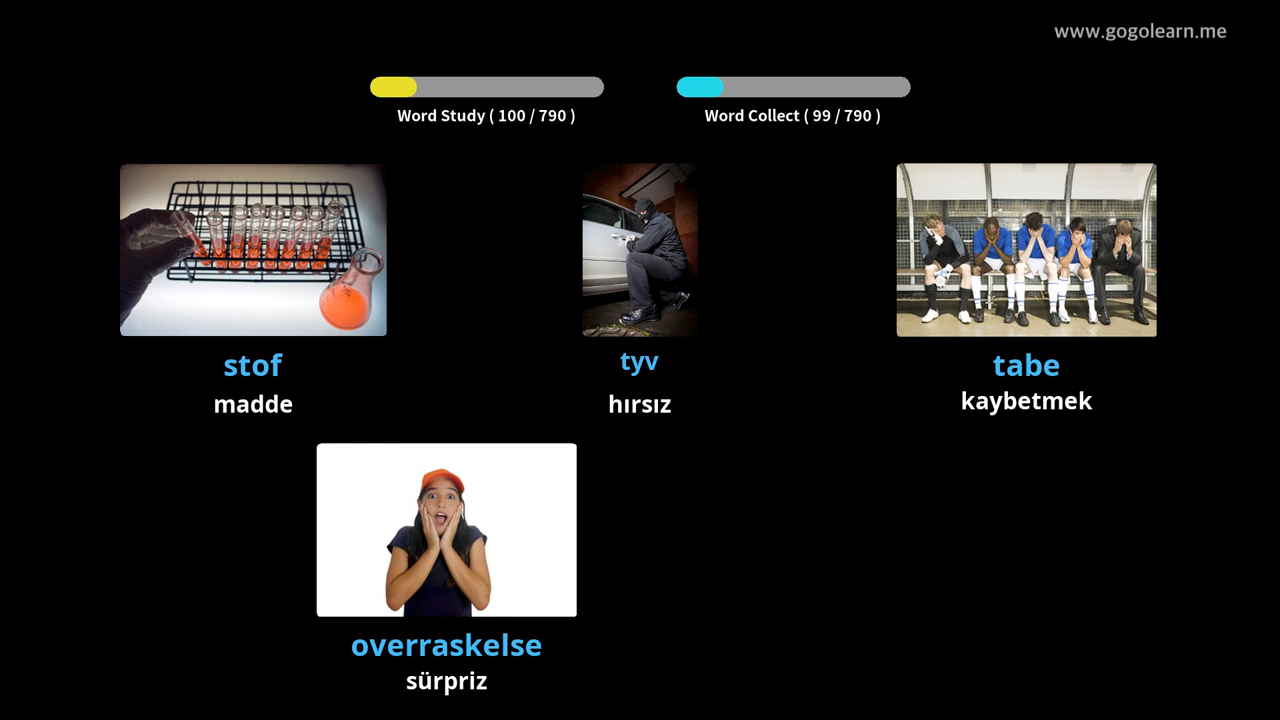 www.gogolearn.me
Word Study ( 100 / 790 )
Word Collect ( 99 / 790 )
stof
madde
tyv
hırsız
tabe
kaybetmek
overraskelse
sürpriz